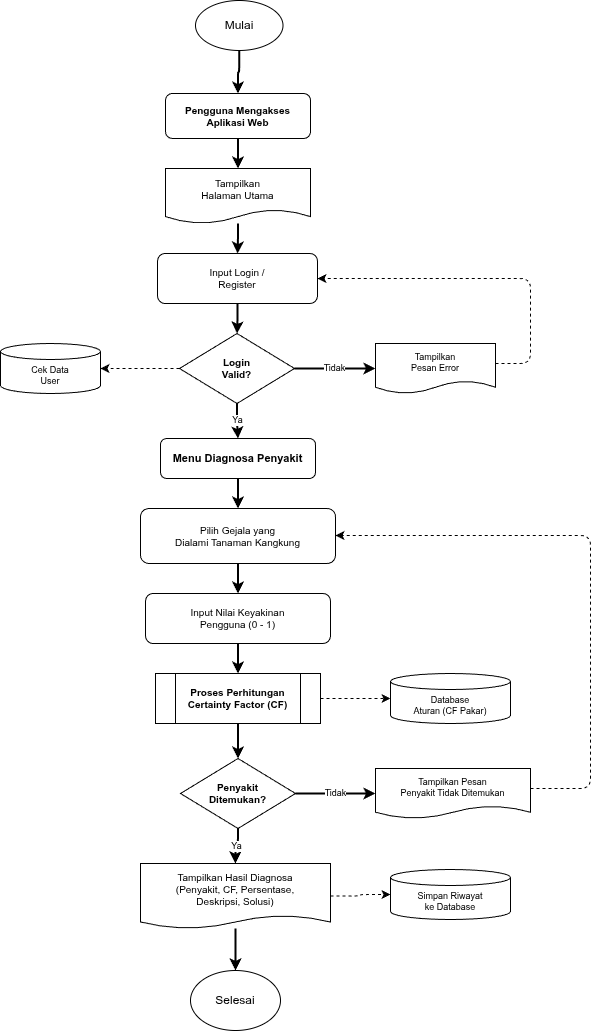 Mulai
Pengguna Mengakses
Aplikasi Web
Tampilkan
Halaman Utama
Input Login /
Register
Login
Valid?
Cek Data
User
Tidak
Tampilkan
Pesan Error
Ya
Menu Diagnosa Penyakit
Pilih Gejala yang
Dialami Tanaman Kangkung
Input Nilai Keyakinan
Pengguna (0 - 1)
Proses Perhitungan
Certainty Factor (CF)
Database
Aturan (CF Pakar)
Penyakit
Ditemukan?
Tidak
Tampilkan Pesan
Penyakit Tidak Ditemukan
Ya
Tampilkan Hasil Diagnosa
(Penyakit, CF, Persentase,
Deskripsi, Solusi)
Simpan Riwayat
ke Database
Selesai